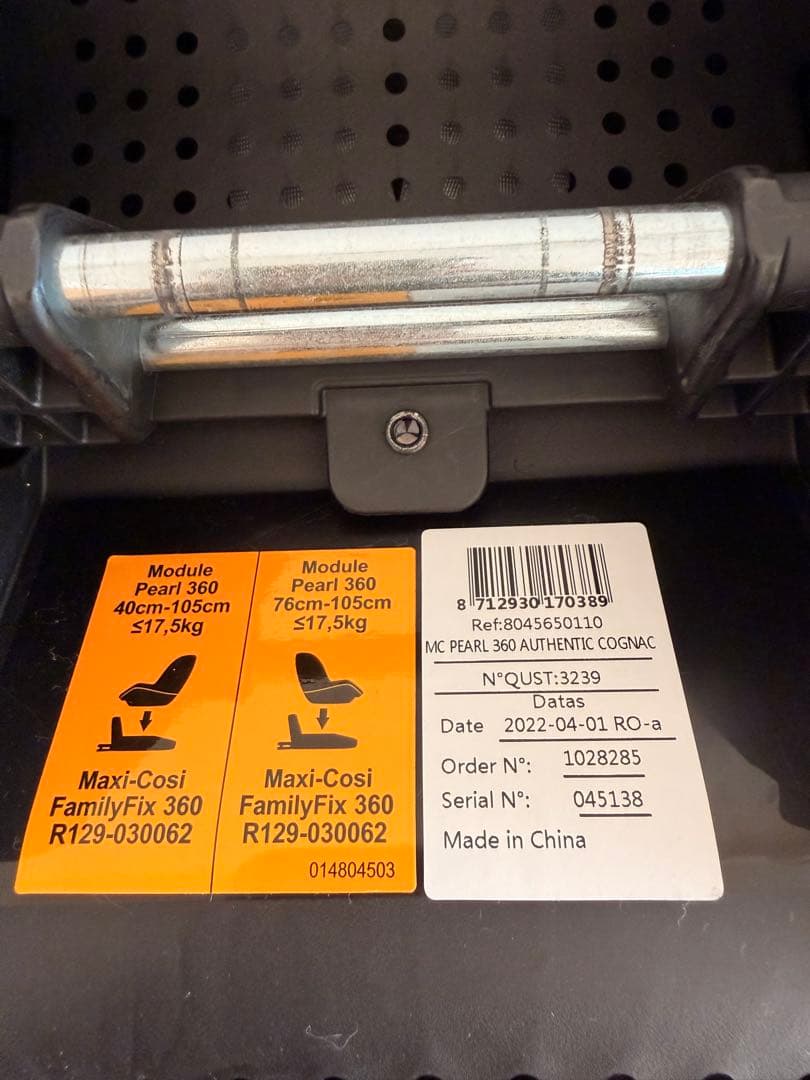 Module
Pearl 360
40cm-105cm
≤17,5kg
Maxi-Cosi
FamilyFix 360
R129-030062
Module
Pearl 360
76cm-105cm
≤17,5kg
Maxi-Cosi
FamilyFix 360
R129-030062
014804503
8 712930 170389
Ref:8045650110
MC PEARL 360 AUTHENTIC COGNAC
N°QUST:3239
Datas
Date 2022-04-01 RO-a
Order N°: 1028285
Serial N°: 045138
Made in China